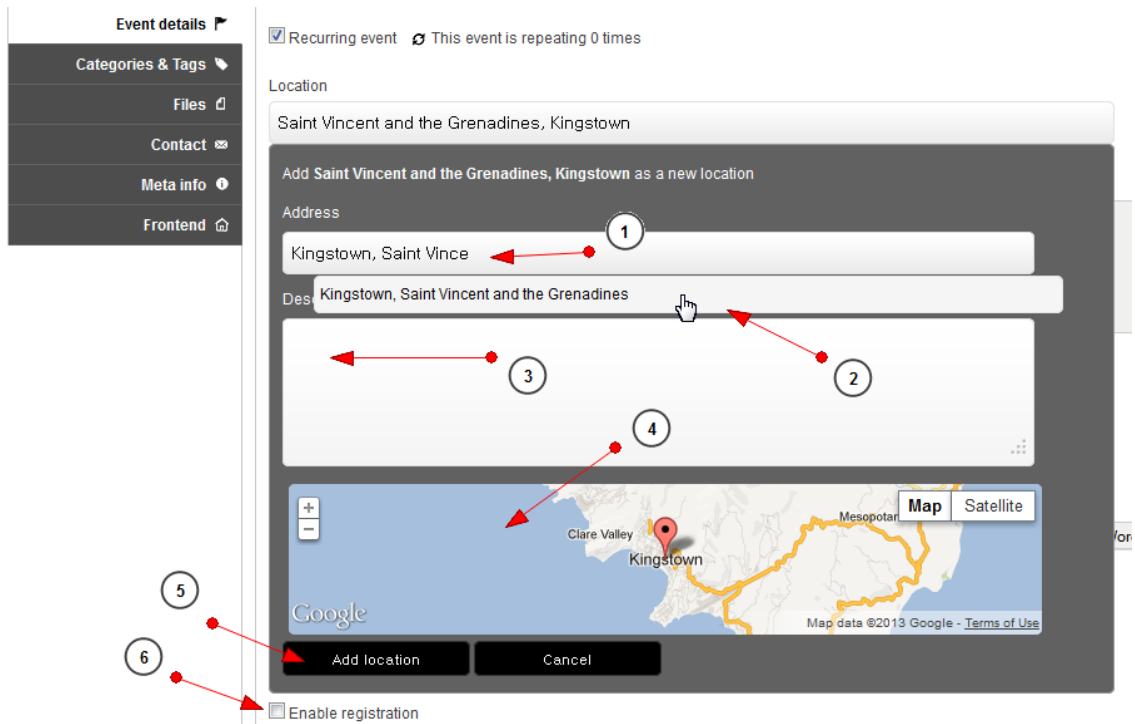 Event details
Categories & Tags
Files
Contact
Meta info
Frontend
Recurring event This event is repeating 0 times
Location
Saint Vincent and the Grenadines, Kingstown
Add Saint Vincent and the Grenadines, Kingstown as a new location
Address
1
Kingstown, Saint Vince
Kingstown, Saint Vincent and the Grenadines
2
3
4
+
-
Map Satellite
Clare Valley
Kingstown
Google
Map data ©2013 Google - Terms of Use
5
Add location Cancel
6
Enable registration